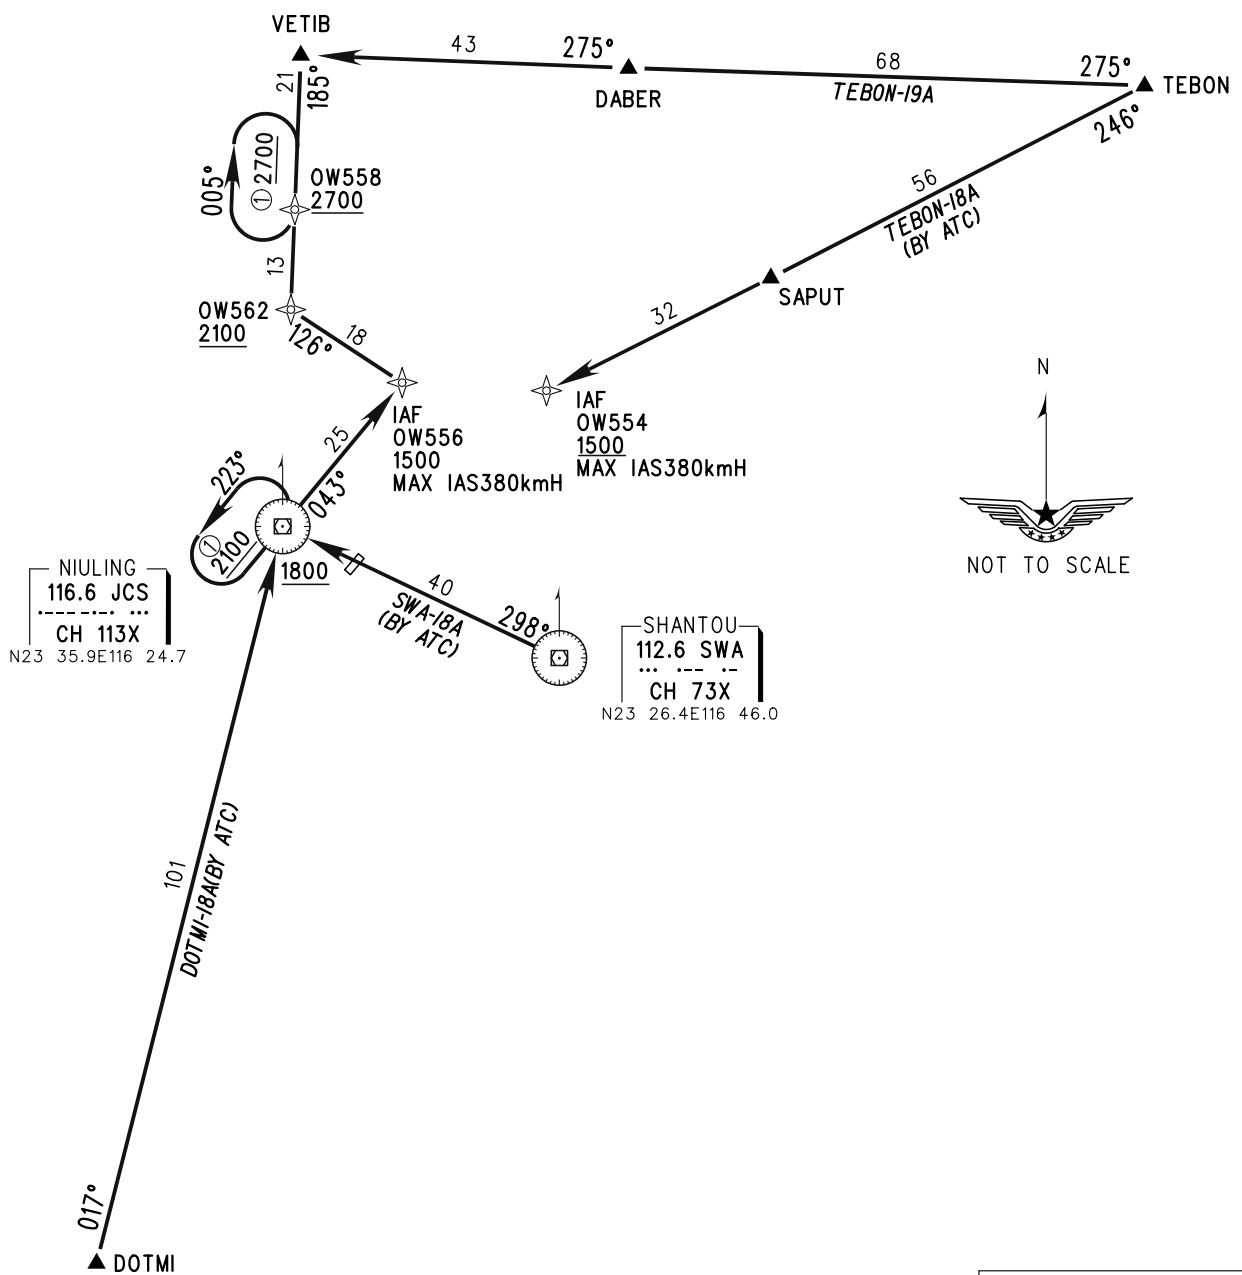 VETIB
43
275°
68
275°
TEBON
DABER
TEBON-19A
246°
21
185°
005°
① 2700
OW558
2700
56
TEBON-18A
(BY ATC)
13
SAPUT
OW562
2100
126°
18
32
N
IAF
OW556
1500
MAX IAS380kmH
IAF
OW554
1500
MAX IAS380kmH
25
043°
223°
① 2100
NOT TO SCALE
1800
NIULING
116.6 JCS
CH 113X
N23 35.9E116 24.7
40
SWA-18A
(BY ATC)
298°
SHANTOU
112.6 SWA
CH 73X
N23 26.4E116 46.0
101
DOTMI-18A(BY ATC)
017°
DOTMI